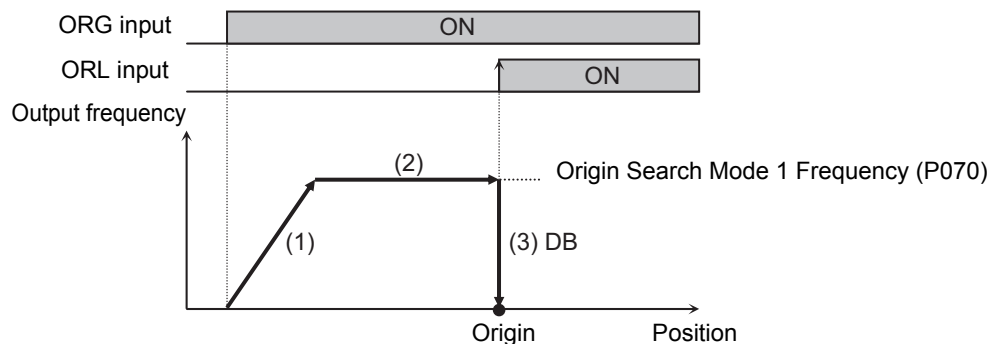 ORG input
ON
ORL input
ON
Output frequency
(2)
Origin Search Mode 1 Frequency (P070)
(1)
(3) DB
Origin
Position